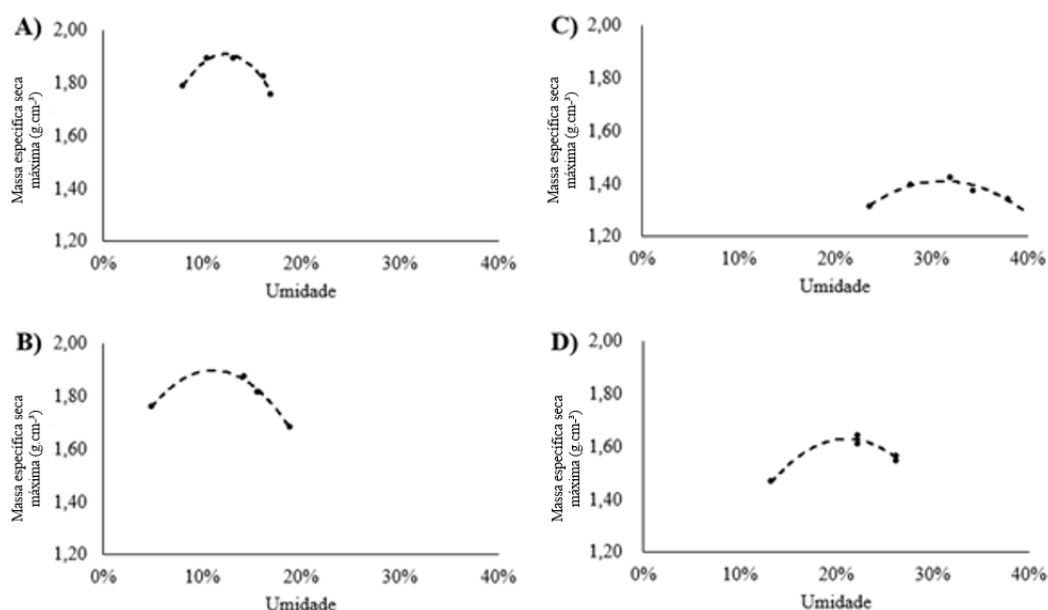 A)
Massa específica seca
máxima (g.cm-³)
2,00
1,80
1,60
1,40
1,20
0% 10% 20% 30% 40%
Umidade
C)
Massa específica seca
máxima (g.cm-³)
2,00
1,80
1,60
1,40
1,20
0% 10% 20% 30% 40%
Umidade
B)
Massa específica seca
máxima (g.cm-³)
2,00
1,80
1,60
1,40
1,20
0% 10% 20% 30% 40%
Umidade
D)
Massa específica seca
máxima (g.cm-³)
2,00
1,80
1,60
1,40
1,20
0% 10% 20% 30% 40%
Umidade